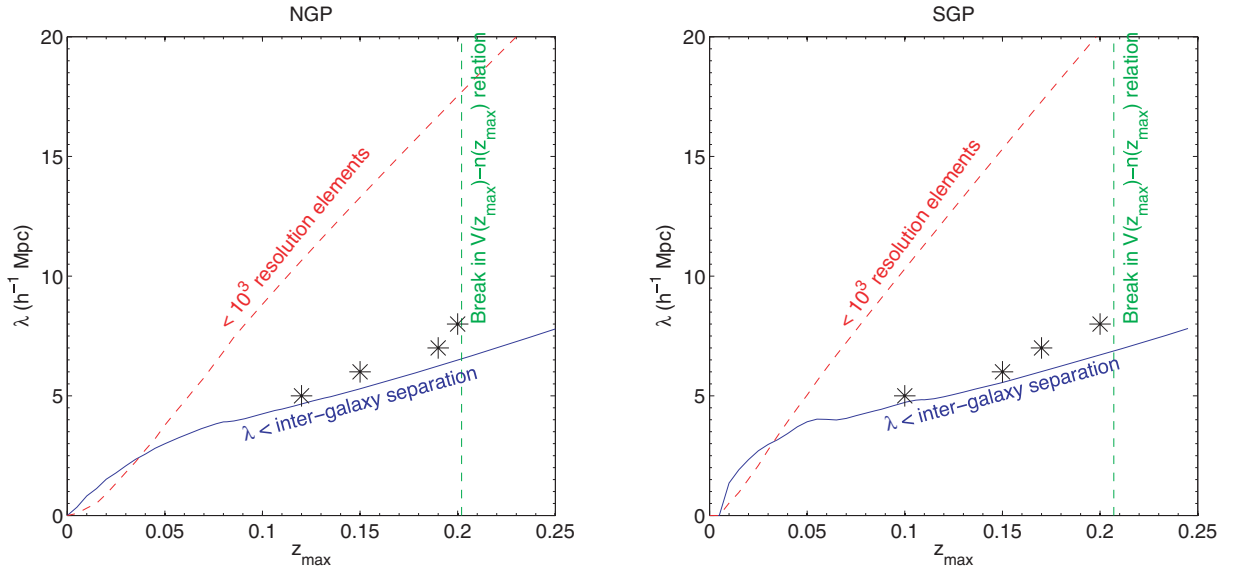 NGP
20
15
10
5
0
λ (h⁻¹ Mpc)
0
0.05
0.1
0.15
0.2
0.25
z_max
< 10³ resolution elements
λ < inter−galaxy separation
Break in V(z_max)−n(z_max) relation
SGP
20
15
10
5
0
λ (h⁻¹ Mpc)
0
0.05
0.1
0.15
0.2
0.25
z_max
< 10³ resolution elements
λ < inter−galaxy separation
Break in V(z_max)−n(z_max) relation